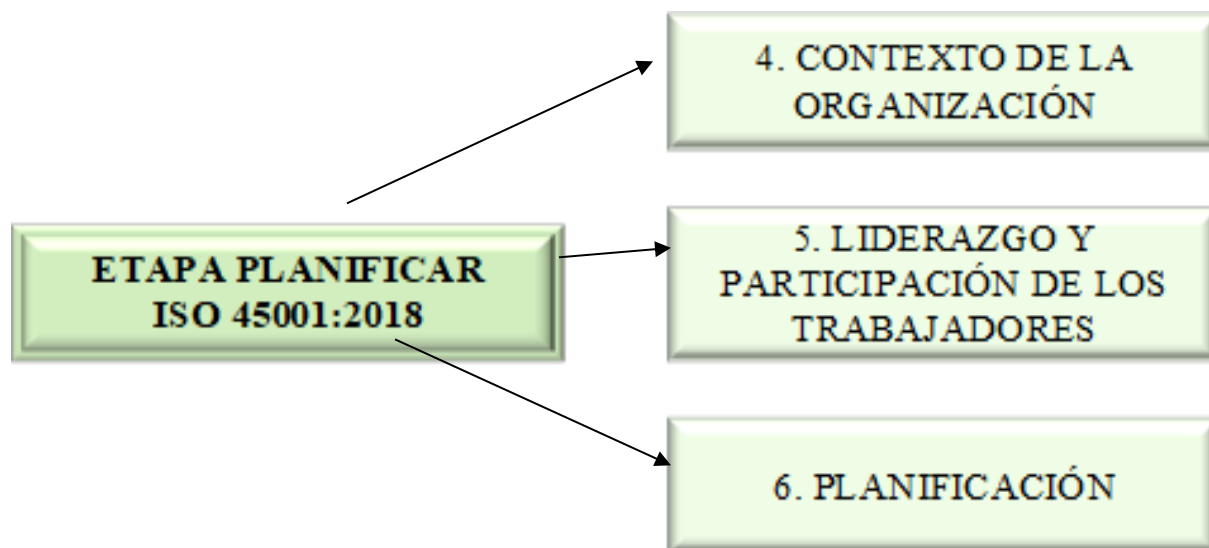 4. CONTEXTO DE LA
ORGANIZACIÓN
ETAPA PLANIFICAR
ISO 45001:2018
5. LIDERAZGO Y
PARTICIPACIÓN DE LOS
TRABAJADORES
6. PLANIFICACIÓN